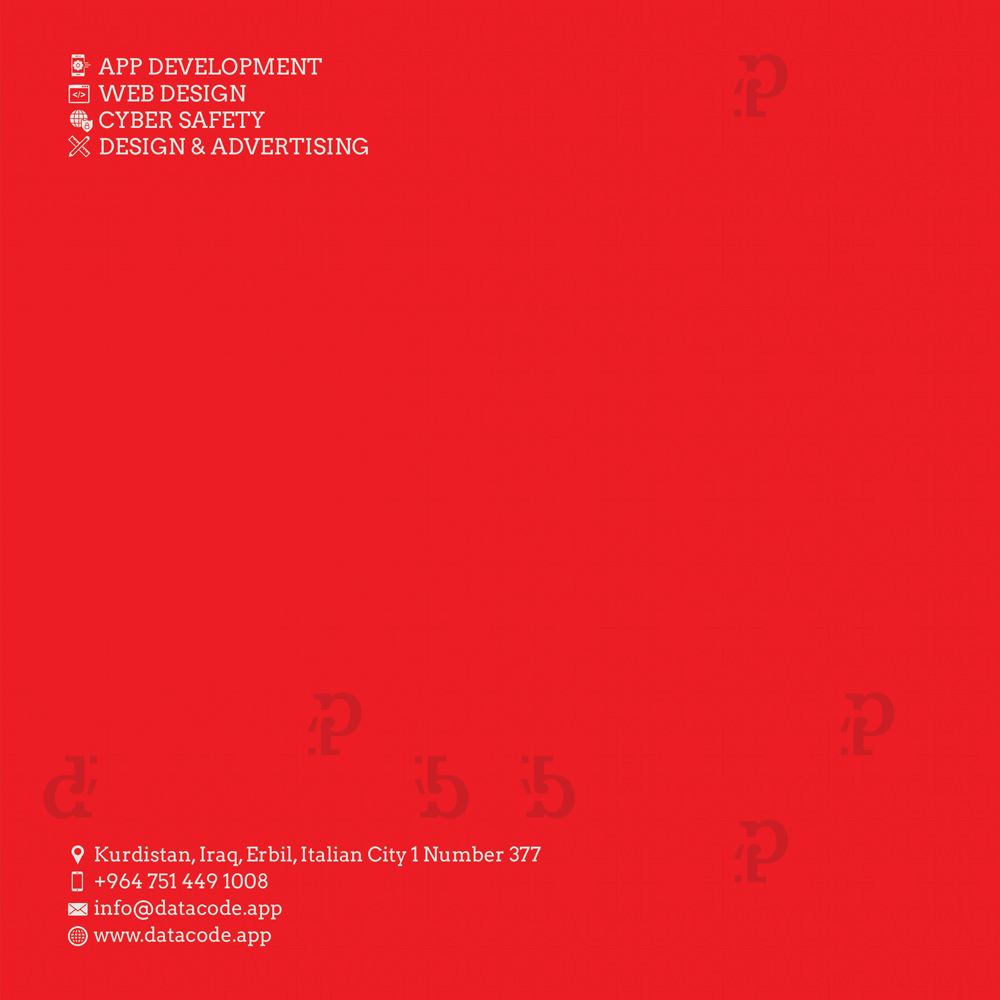 APP DEVELOPMENT
WEB DESIGN
CYBER SAFETY
DESIGN & ADVERTISING
Kurdistan, Iraq, Erbil, Italian City 1 Number 377
+964 751 449 1008
info@datacode.app
www.datacode.app